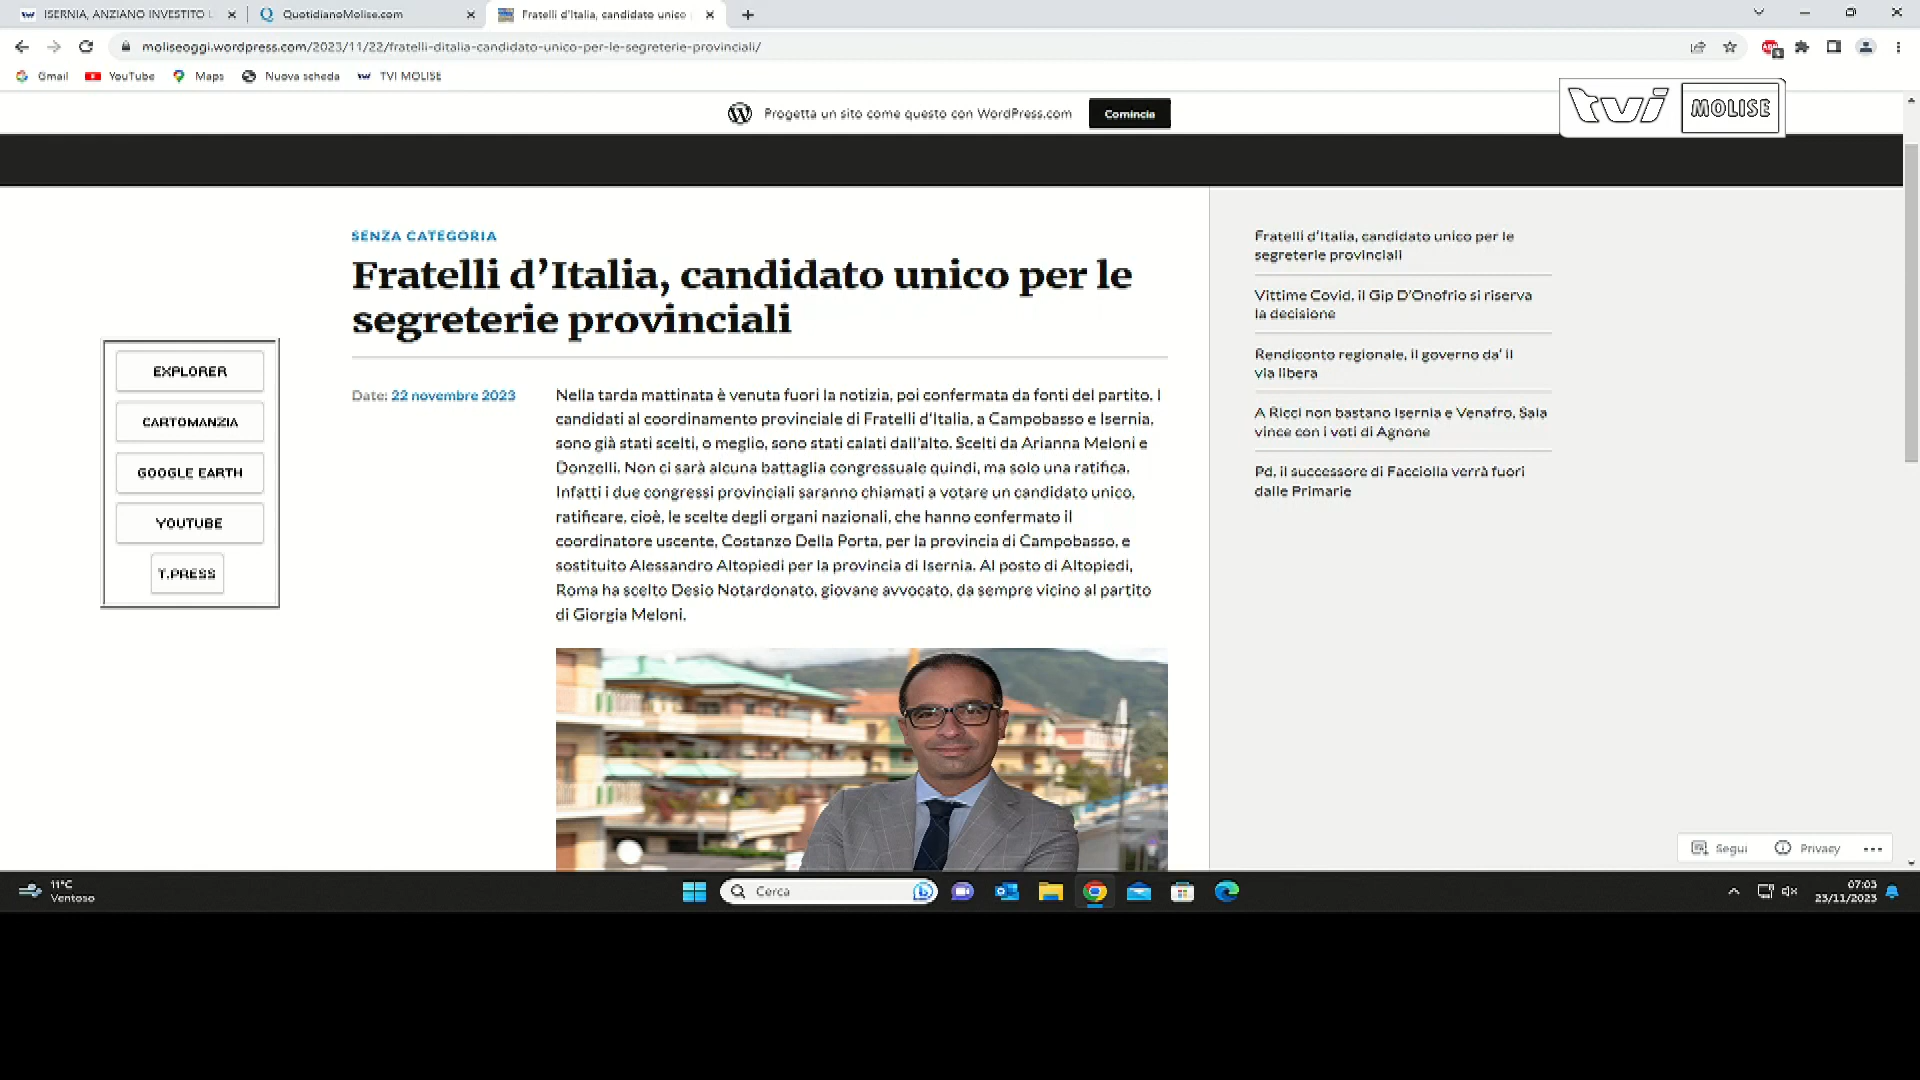 ISERNIA, ANZIANO INVESTITO
QuotidianoMolise.com
Fratelli d'Italia, candidato unico
moliseoggi.wordpress.com/2023/11/22/fratelli-ditalia-candidato-unico-per-le-segreterie-provinciali/
Gmail
YouTube
Maps
Nuova scheda
TVI MOLISE
Progetta un sito come questo con WordPress.com
Comincia
tvi MOLISE
SENZA CATEGORIA
Fratelli d’Italia, candidato unico per le
segreterie provinciali
EXPLORER
CARTOMANZIA
GOOGLE EARTH
YOUTUBE
T.PRESS
Date: 22 novembre 2023
Nella tarda mattinata è venuta fuori la notizia, poi confermata da fonti del partito. I
candidati al coordinamento provinciale di Fratelli d’Italia, a Campobasso e Isernia,
sono già stati scelti, o meglio, sono stati calati dall’alto. Scelti da Arianna Meloni e
Donzelli. Non ci sarà alcuna battaglia congressuale quindi, ma solo una ratifica.
Infatti i due congressi provinciali saranno chiamati a votare un candidato unico,
ratificare, cioè, le scelte degli organi nazionali, che hanno confermato il
coordinatore uscente, Costanzo Della Porta, per la provincia di Campobasso, e
sostituito Alessandro Altopiedi per la provincia di Isernia. Al posto di Altopiedi,
Roma ha scelto Desio Notardonato, giovane avvocato, da sempre vicino al partito
di Giorgia Meloni.
Fratelli d’Italia, candidato unico per le
segreterie provinciali
Vittime Covid, il Gip D’Onofrio si riserva
la decisione
Rendiconto regionale, il governo da’ il
via libera
A Ricci non bastano Isernia e Venafro, Saia
vince con i voti di Agnone
Pd, il successore di Facciolla verrà fuori
dalle Primarie
Segui
Privacy
11°C
Ventoso
Cerca
07:03
23/11/2023